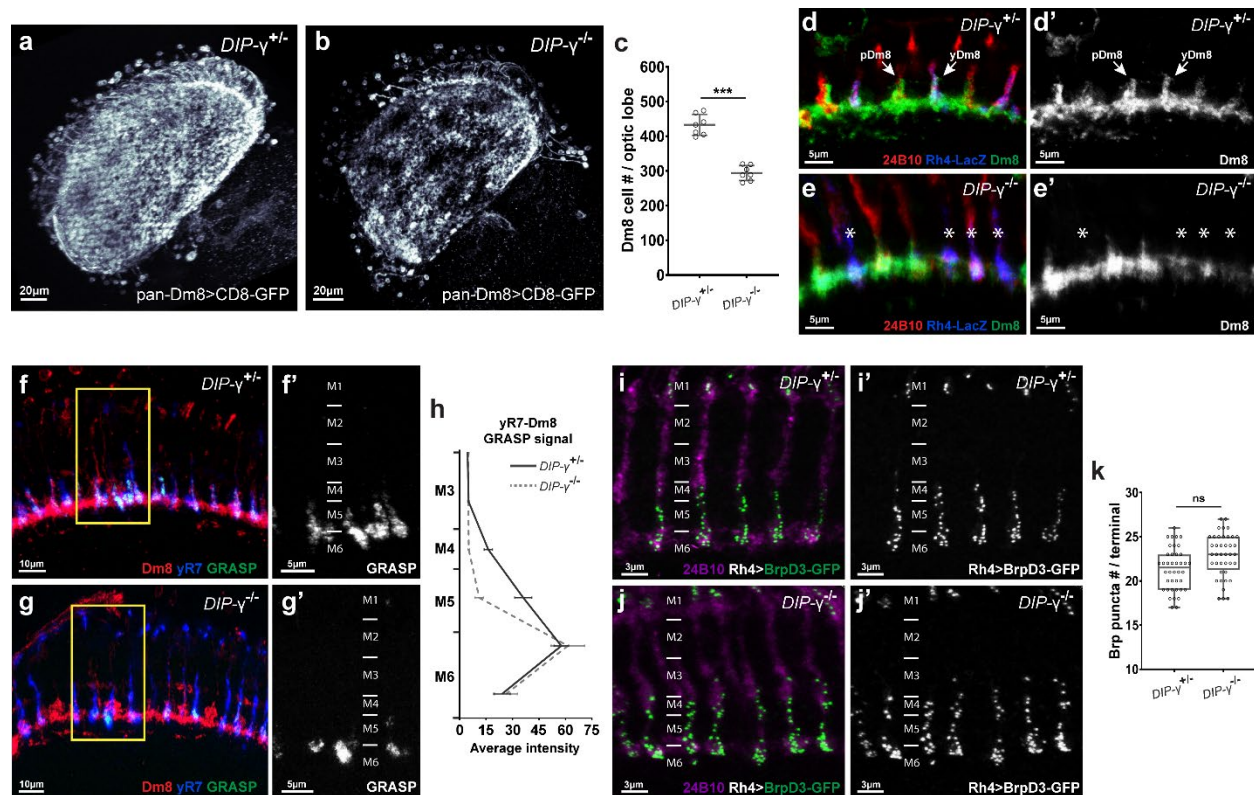 a
DIP-γ+/-
20µm
pan-Dm8>CD8-GFP
b
DIP-γ-/-
20µm
pan-Dm8>CD8-GFP
c
Dm8 cell # / optic lobe
600
500
400
300
200
100
0
***
DIP-γ+/-
DIP-γ-/-
d
DIP-γ+/-
pDm8
yDm8
5µm
24B10 Rh4-LacZ Dm8
d'
DIP-γ+/-
pDm8
yDm8
5µm
Dm8
e
DIP-γ-/-
*
* * *
5µm
24B10 Rh4-LacZ Dm8
e'
DIP-γ-/-
*
* * *
5µm
Dm8
f
DIP-γ+/-
10µm
Dm8 yR7 GRASP
f'
M1
M2
M3
M4
M5
M6
5µm
GRASP
g
DIP-γ-/-
10µm
Dm8 yR7 GRASP
g'
M1
M2
M3
M4
M5
M6
5µm
GRASP
h
yR7-Dm8
GRASP signal
DIP-γ+/-
DIP-γ-/-
M3
M4
M5
M6
0 15 30 45 60 75
Average intensity
i
DIP-γ+/-
M1
M2
M3
M4
M5
M6
3µm
24B10 Rh4>BrpD3-GFP
i'
DIP-γ+/-
M1
M2
M3
M4
M5
M6
3µm
Rh4>BrpD3-GFP
j
DIP-γ-/-
M1
M2
M3
M4
M5
M6
3µm
24B10 Rh4>BrpD3-GFP
j'
DIP-γ-/-
M1
M2
M3
M4
M5
M6
3µm
Rh4>BrpD3-GFP
k
Brp puncta # / terminal
30
25
20
15
10
ns
DIP-γ+/-
DIP-γ-/-